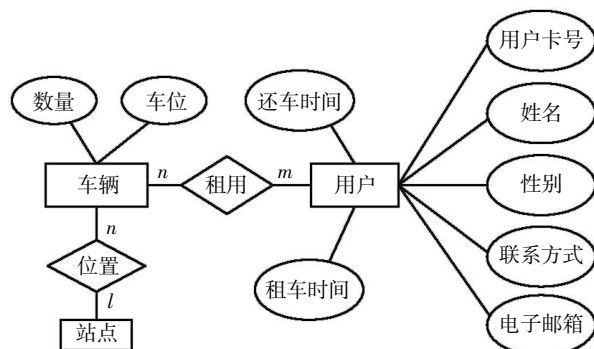 用户卡号
数量
车位
还车时间
姓名
车辆
n
租用
m
用户
性别
n
位置
联系方式
租车时间
l
站点
电子邮箱